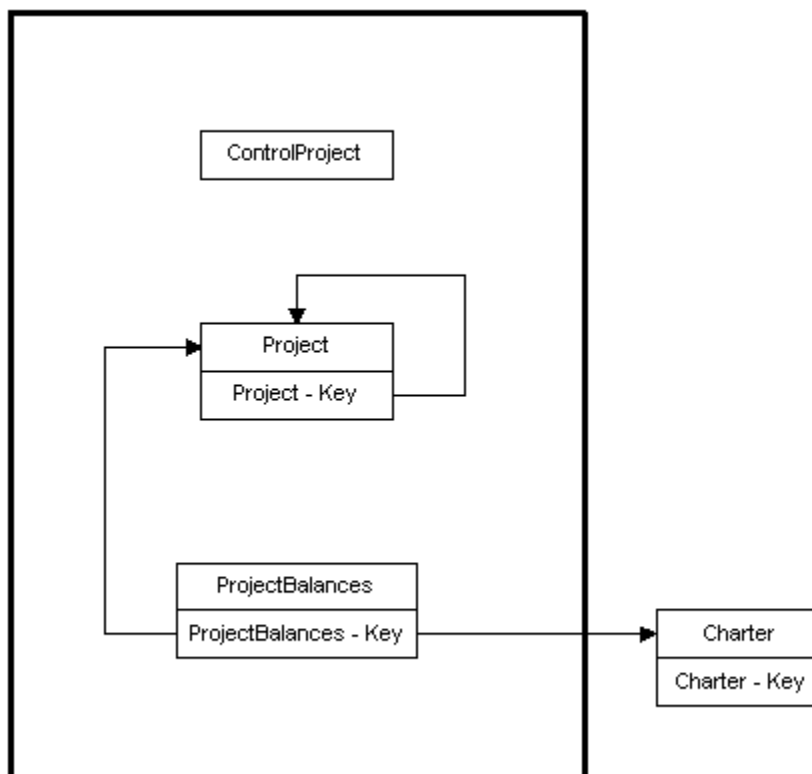 ControlProject
Project
Project - Key
ProjectBalances
ProjectBalances - Key
Charter
Charter - Key